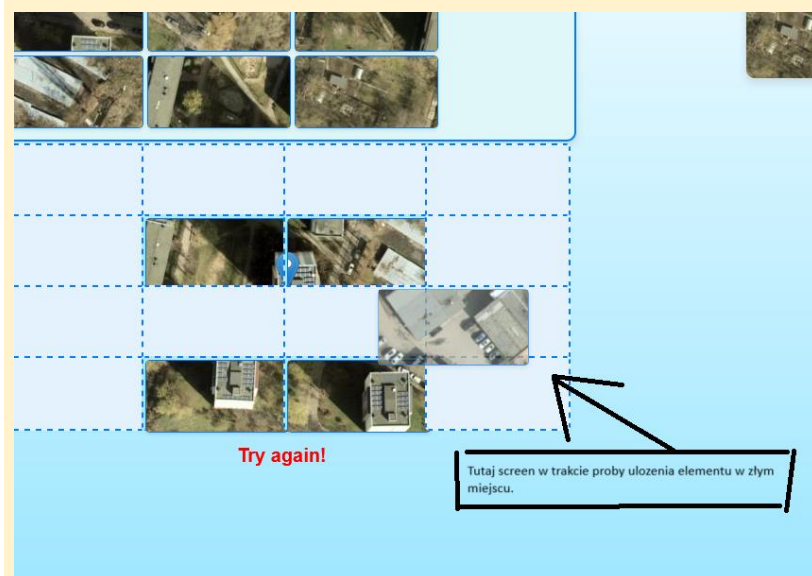 Try again!
Tutaj screen w trakcie proby ulozenia elementu w złym
miejscu.